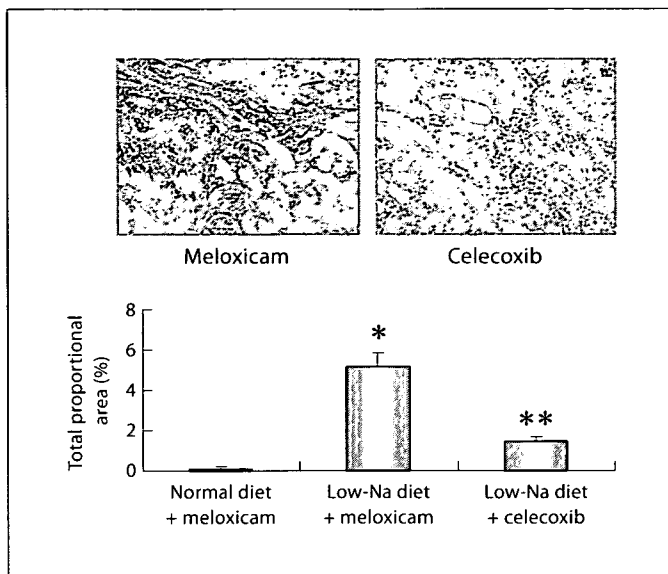 Meloxicam
Celecoxib
Total proportional
area (%)
8
6
4
2
0
*
**
Normal diet
+ meloxicam
Low-Na diet
+ meloxicam
Low-Na diet
+ celecoxib